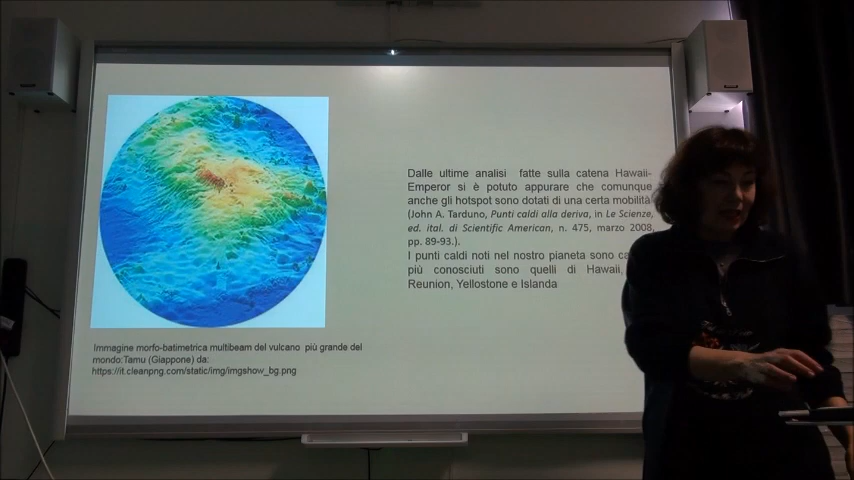 Dalle ultime analisi fatte sulla catena Hawaii-
Emperor si è potuto appurare che comunque
anche gli hotspot sono dotati di una certa mobilità
(John A. Tarduno, Punti caldi alla deriva, in Le Scienze,
ed. ital. di Scientific American, n. 475, marzo 2008,
pp. 89-93.).
I punti caldi noti nel nostro pianeta sono
più conosciuti sono quelli di Hawaii,
Reunion, Yellostone e Islanda
Immagine morfo-batimetrica multibeam del vulcano più grande del
mondo:Tamu (Giappone) da:
https://it.cleanpng.com/static/img/imgshow_bg.png